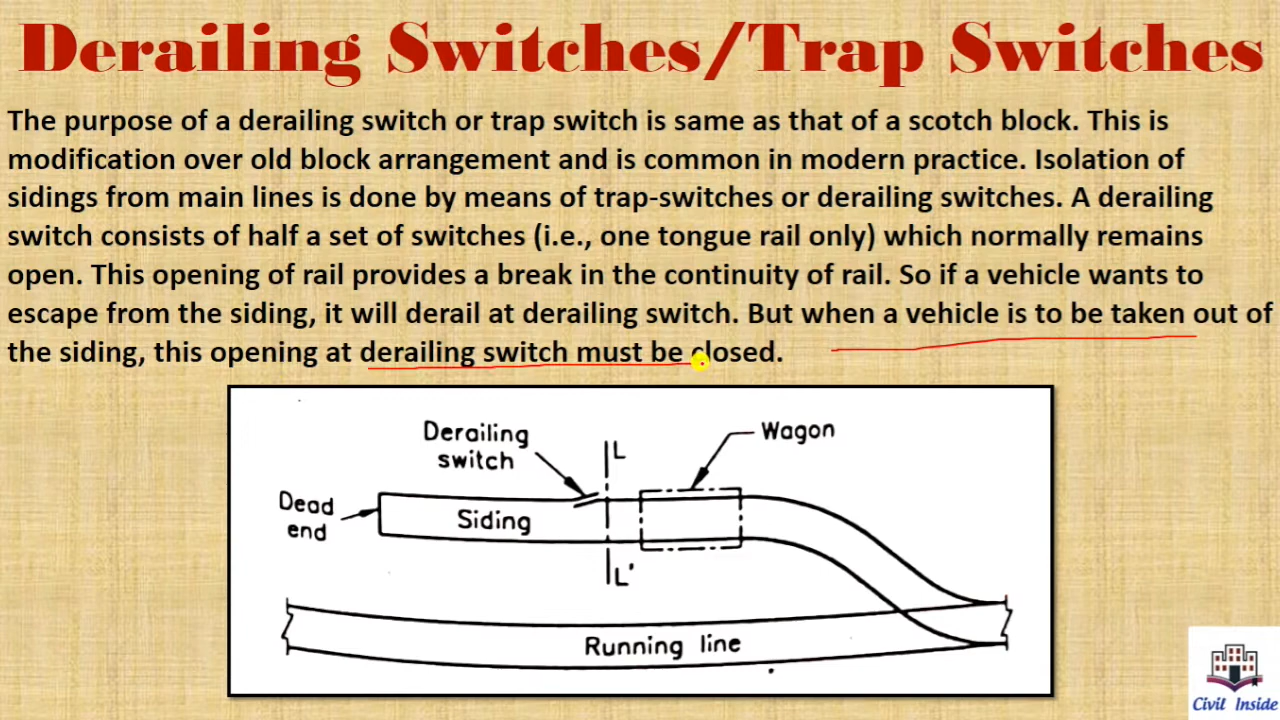 Derailing Switches/Trap Switches
The purpose of a derailing switch or trap switch is same as that of a scotch block. This is
modification over old block arrangement and is common in modern practice. Isolation of
sidings from main lines is done by means of trap-switches or derailing switches. A derailing
switch consists of half a set of switches (i.e., one tongue rail only) which normally remains
open. This opening of rail provides a break in the continuity of rail. So if a vehicle wants to
escape from the siding, it will derail at derailing switch. But when a vehicle is to be taken out of
the siding, this opening at derailing switch must be closed.
Derailing
switch
L
Wagon
Dead
end
Siding
L'
Running line
Civil Inside